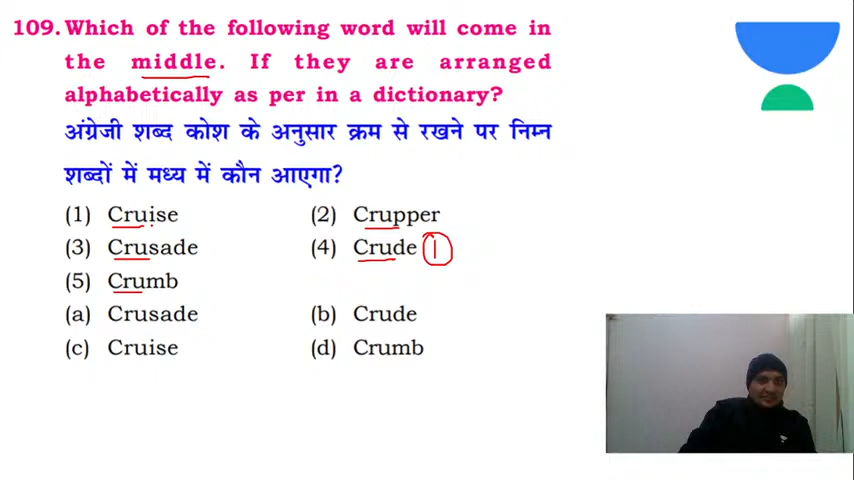 109. Which of the following word will come in
the middle. If they are arranged
alphabetically as per in a dictionary?
अंग्रेजी शब्द कोश के अनुसार क्रम से रखने पर निम्न
शब्दों में मध्य में कौन आएगा?
(1) Cruise (2) Crupper
(3) Crusade (4) Crude 1
(5) Crumb
(a) Crusade (b) Crude
(c) Cruise (d) Crumb